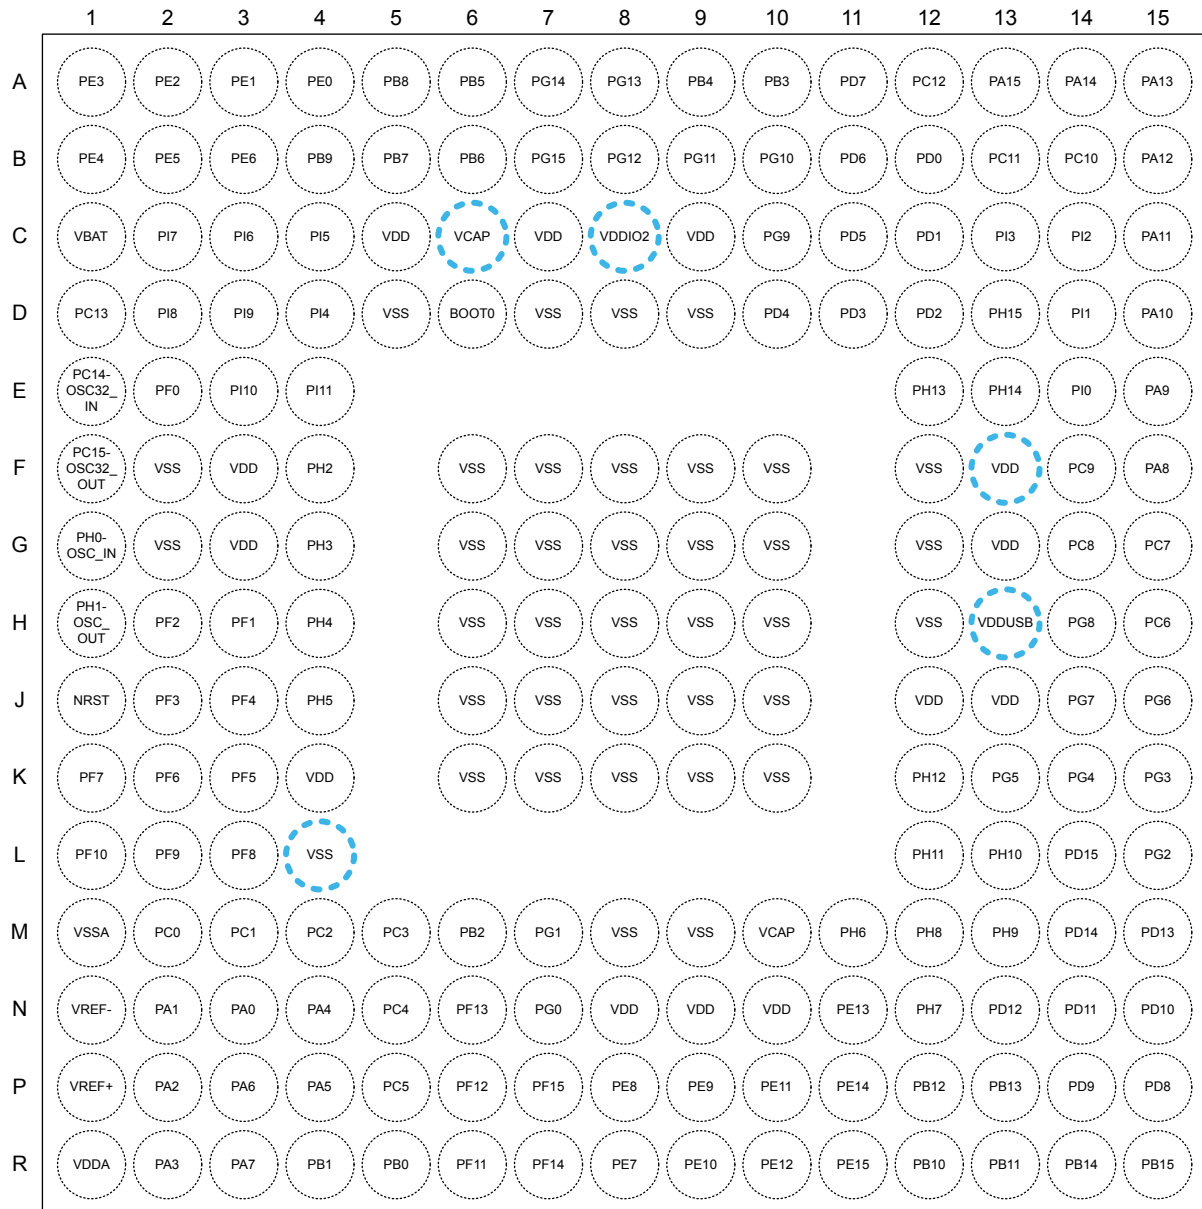 1 2 3 4 5 6 7 8 9 10 11 12 13 14 15
A PE3 PE2 PE1 PE0 PB8 PB5 PG14 PG13 PB4 PB3 PD7 PC12 PA15 PA14 PA13
B PE4 PE5 PE6 PB9 PB7 PB6 PG15 PG12 PG11 PG10 PD6 PD0 PC11 PC10 PA12
C VBAT PI7 PI6 PI5 VDD VCAP VDD VDDIO2 VDD PG9 PD5 PD1 PI3 PI2 PA11
D PC13 PI8 PI9 PI4 VSS BOOT0 VSS VSS VSS PD4 PD3 PD2 PH15 PI1 PA10
E PC14-
OSC32_
IN PF0 PI10 PI11 PH13 PH14 PI0 PA9
F PC15-
OSC32_
OUT VSS VDD PH2 VSS VSS VSS VSS VSS VSS VDD PC9 PA8
G PH0-
OSC_IN VSS VDD PH3 VSS VSS VSS VSS VSS VSS VDD PC8 PC7
H PH1-
OSC_
OUT PF2 PF1 PH4 VSS VSS VSS VSS VSS VSS VDDUSB PG8 PC6
J NRST PF3 PF4 PH5 VSS VSS VSS VSS VSS VDD VDD PG7 PG6
K PF7 PF6 PF5 VDD VSS VSS VSS VSS VSS PH12 PG5 PG4 PG3
L PF10 PF9 PF8 VSS PH11 PH10 PD15 PG2
M VSSA PC0 PC1 PC2 PC3 PB2 PG1 VSS VSS VCAP PH6 PH8 PH9 PD14 PD13
N VREF- PA1 PA0 PA4 PC4 PF13 PG0 VDD VDD VDD PE13 PH7 PD12 PD11 PD10
P VREF+ PA2 PA6 PA5 PC5 PF12 PF15 PE8 PE9 PE11 PE14 PB12 PB13 PD9 PD8
R VDDA PA3 PA7 PB1 PB0 PF11 PF14 PE7 PE10 PE12 PE15 PB10 PB11 PB14 PB15